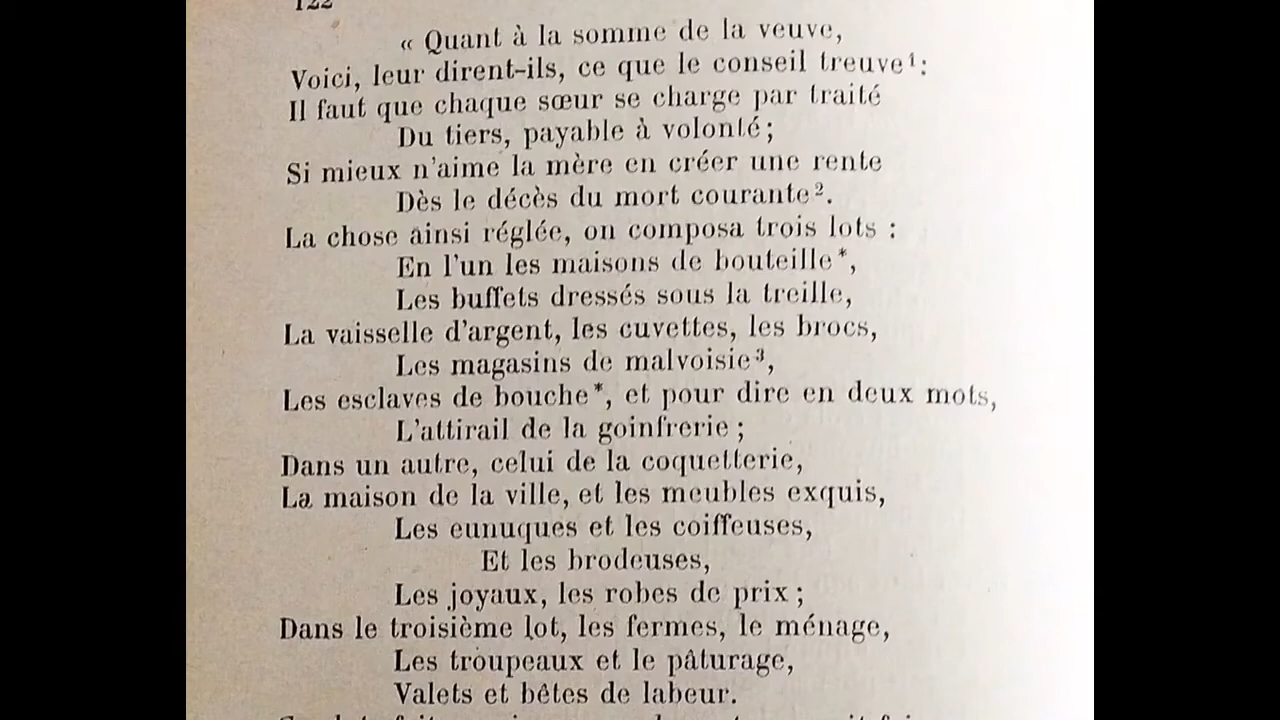 122
« Quant à la somme de la veuve,
Voici, leur dirent-ils, ce que le conseil treuve¹:
Il faut que chaque sœur se charge par traité
Du tiers, payable à volonté;
Si mieux n'aime la mère en créer une rente
Dès le décès du mort courante².
La chose ainsi réglée, on composa trois lots :
En l'un les maisons de bouteille*,
Les buffets dressés sous la treille,
La vaisselle d'argent, les cuvettes, les brocs,
Les magasins de malvoisie³,
Les esclaves de bouche*, et pour dire en deux mots,
L'attirail de la goinfrerie;
Dans un autre, celui de la coquetterie,
La maison de la ville, et les meubles exquis,
Les eunuques et les coiffeuses,
Et les brodeuses,
Les joyaux, les robes de prix;
Dans le troisième lot, les fermes, le ménage,
Les troupeaux et le pâturage,
Valets et bêtes de labeur.